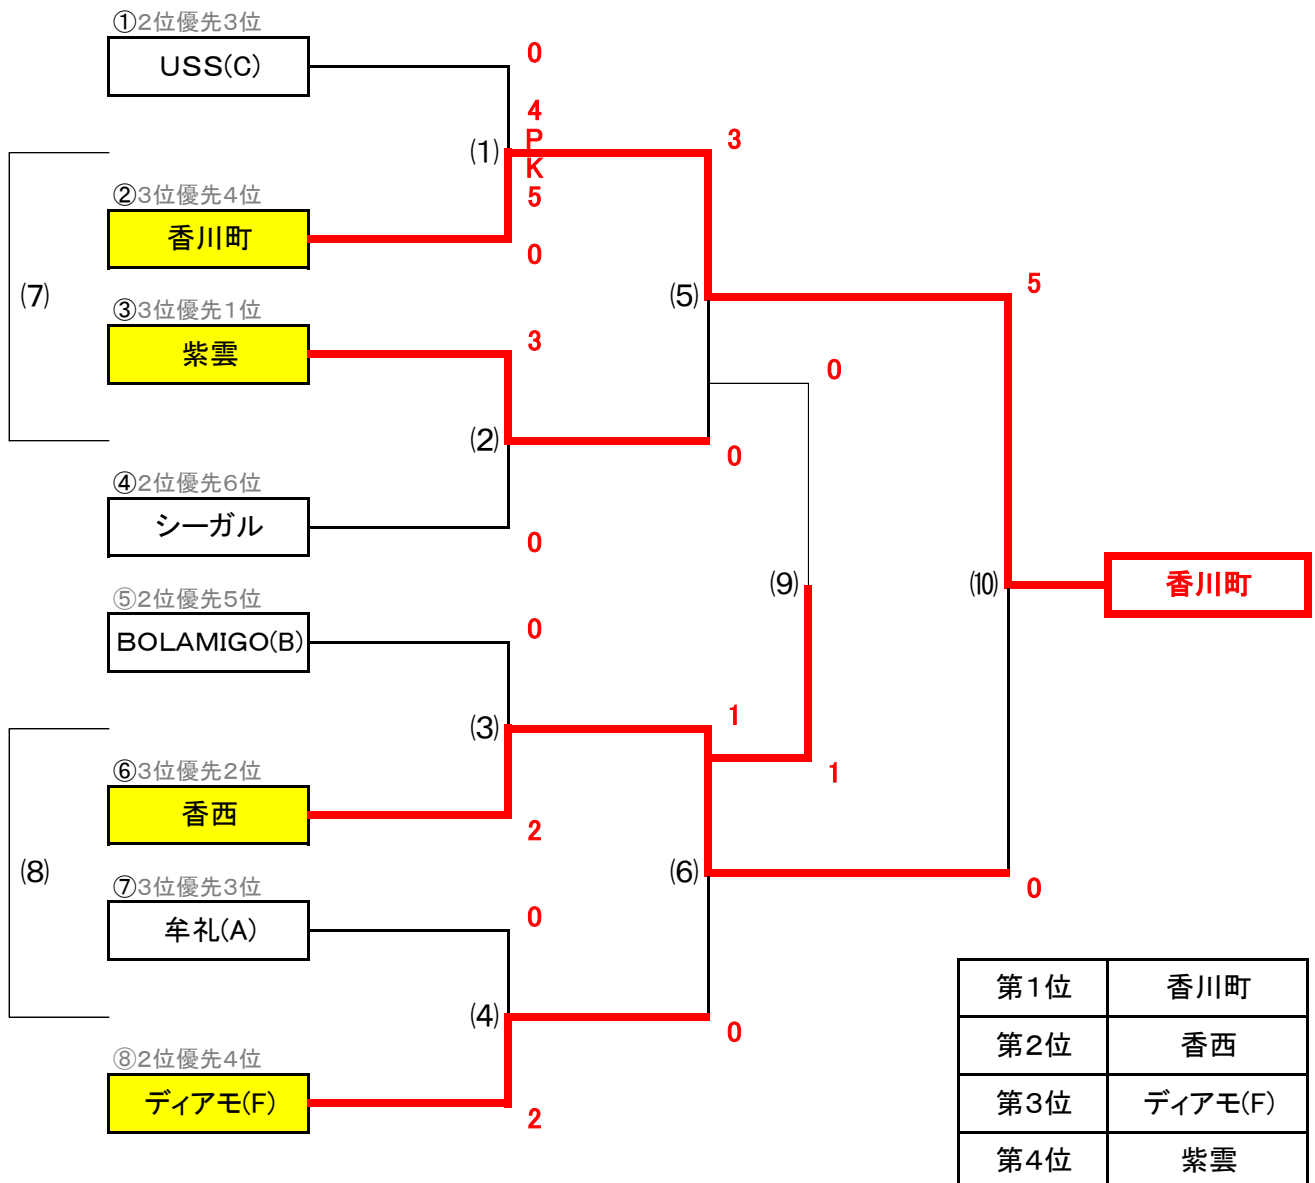 ①2位優先3位
USS(C)
0
4
P
K
5
0
(1)
3
②3位優先4位
香川町
(7)
③3位優先1位
紫雲
3
(2)
0
④2位優先6位
シーガル
0
(5)
5
0
⑤2位優先5位
BOLAMIGO(B)
0
(9)
(10)
香川町
(3)
1
1
⑥3位優先2位
香西
2
(8)
(6)
0
⑦3位優先3位
牟礼(A)
0
(4)
0
⑧2位優先4位
ディアモ(F)
2
第1位 香川町
第2位 香西
第3位 ディアモ(F)
第4位 紫雲